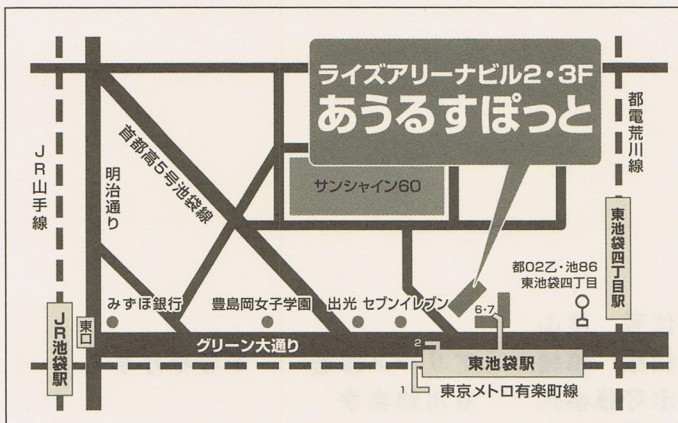 ライズアリーナビル2・3F
あうるすぽっと
都電荒川線
JR山手線
明治通り
首都高5号池袋線
サンシャイン60
東池袋四丁目駅
都02乙・池86
東池袋四丁目
みずほ銀行
豊島岡女子学園
出光
セブンイレブン
6・7
JR池袋駅
東口
グリーン大通り
2
東池袋駅
1
東京メトロ有楽町線